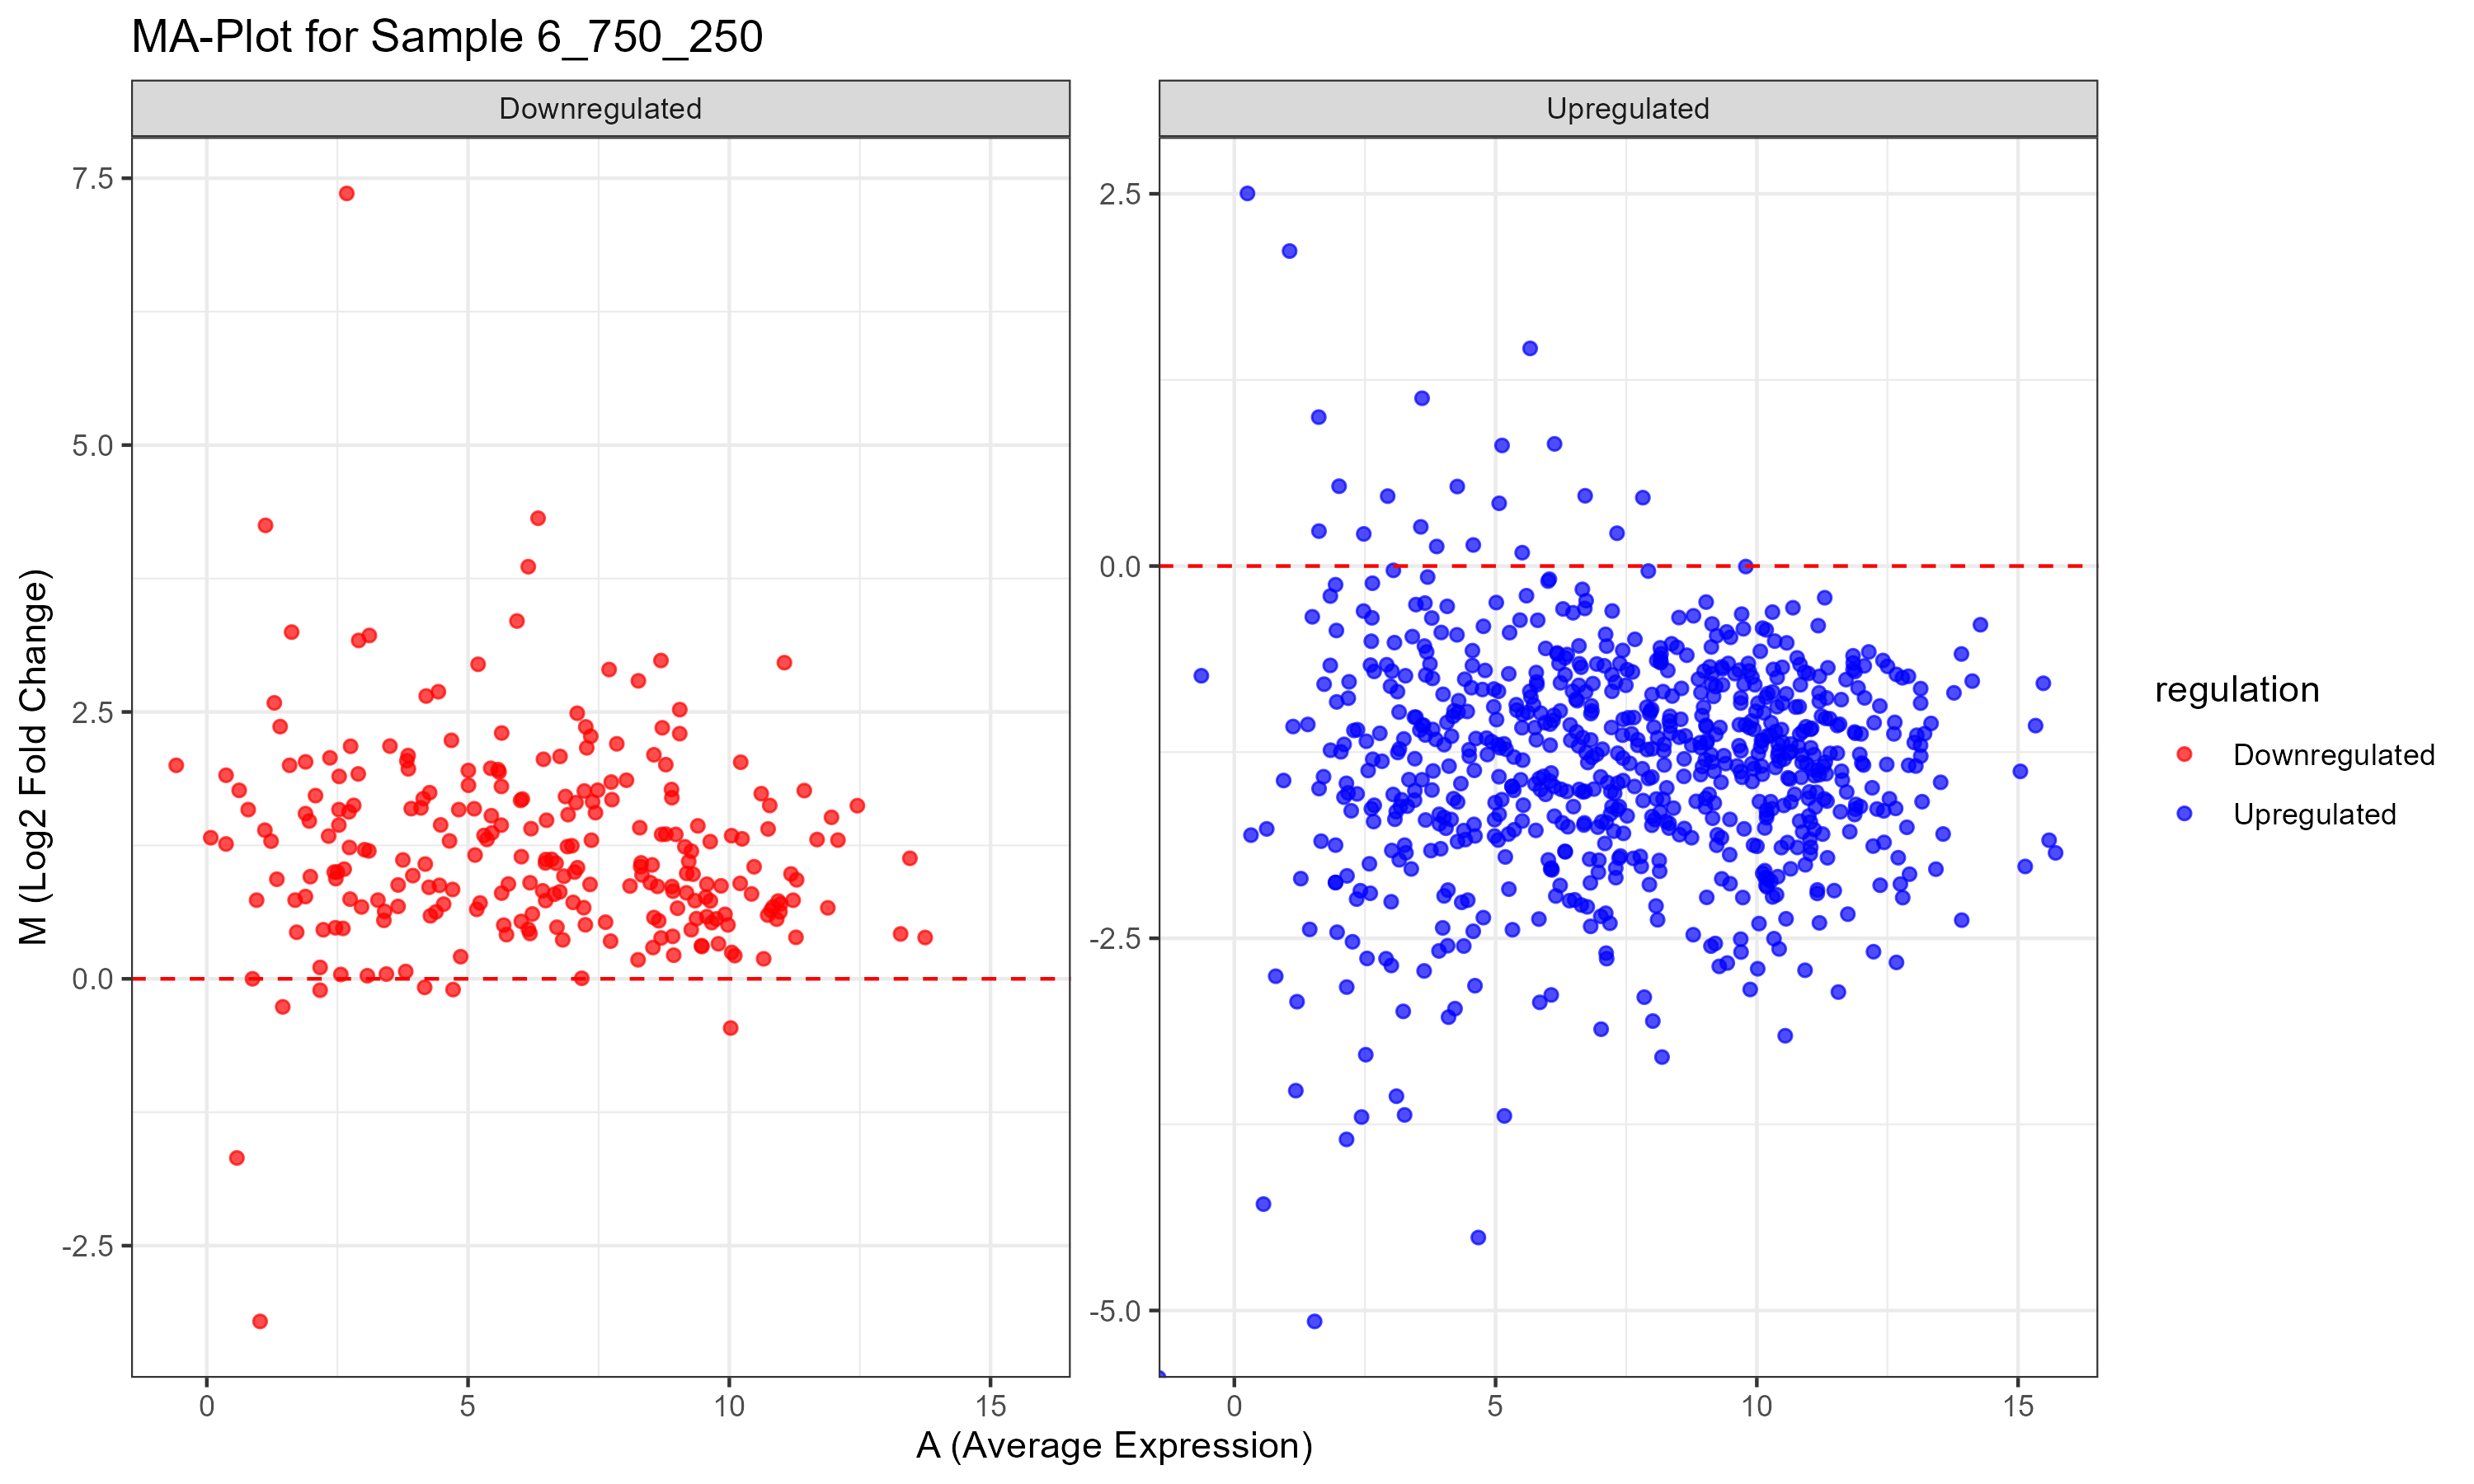 MA-Plot for Sample 6_750_250
Downregulated
Upregulated
M (Log2 Fold Change)
7.5
5.0
2.5
0.0
-2.5
2.5
0.0
-2.5
-5.0
0 5 10 15
0 5 10 15
A (Average Expression)
regulation
Downregulated
Upregulated